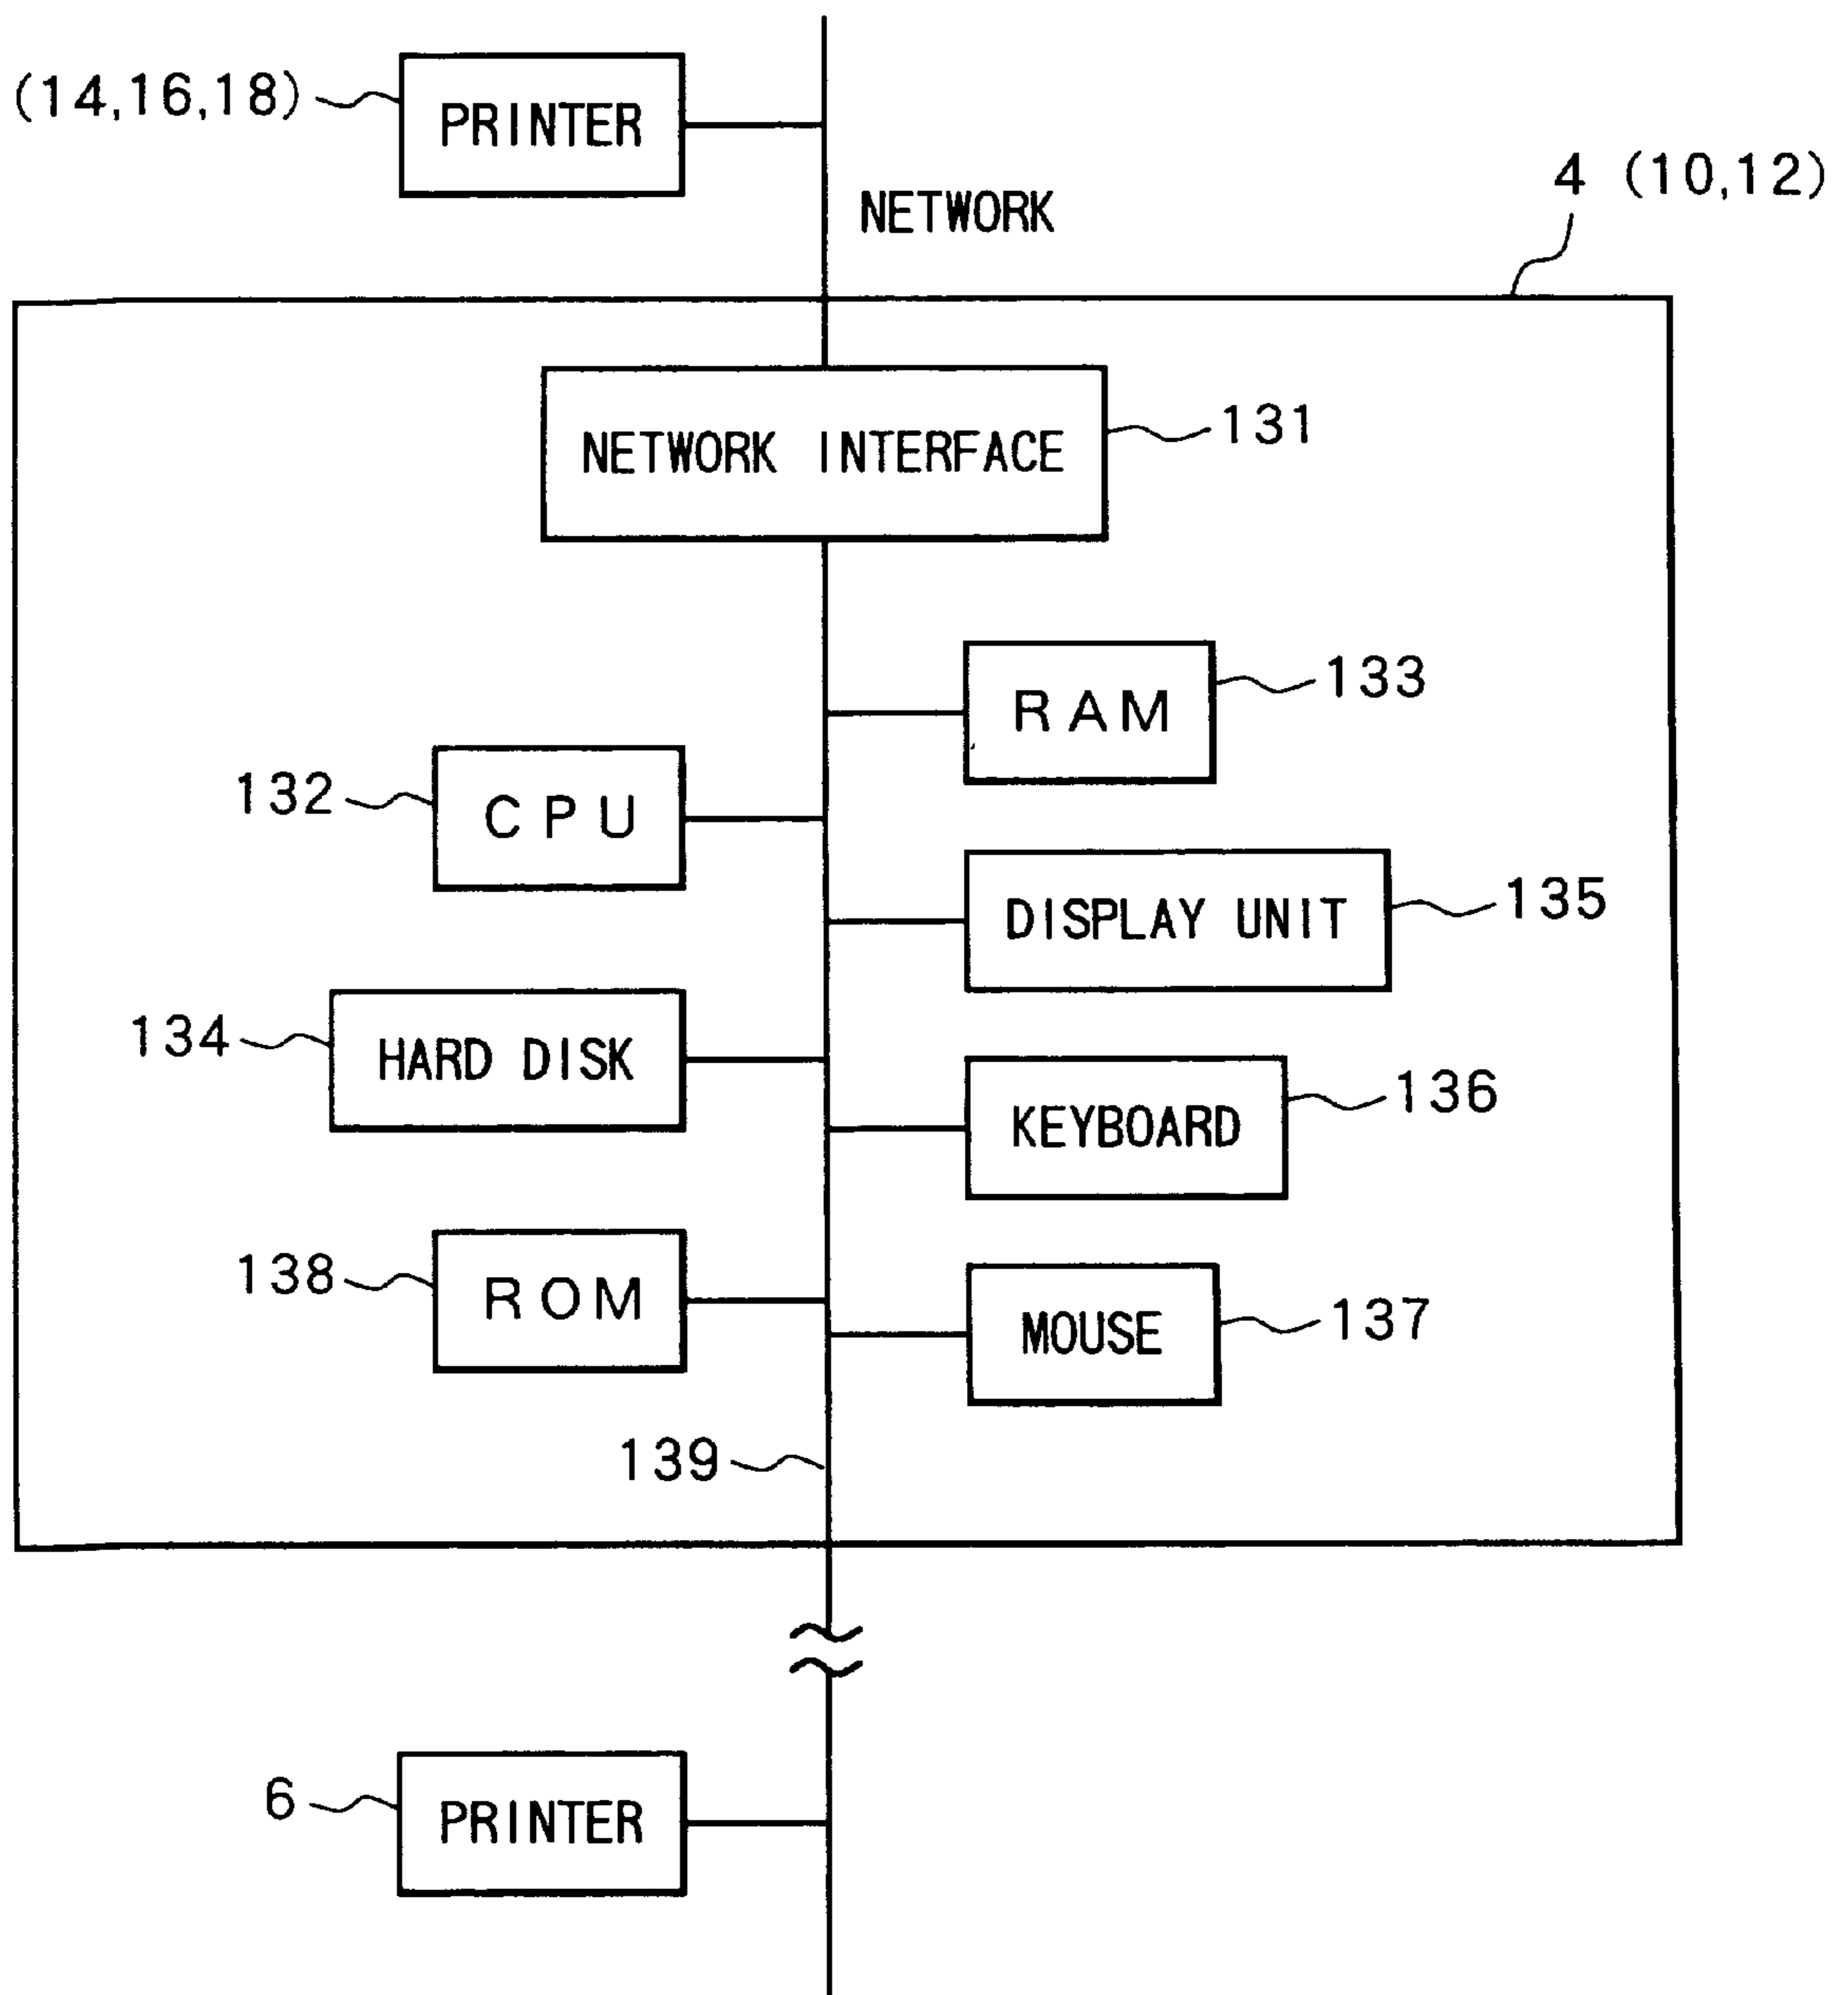 (14,16,18)
PRINTER
NETWORK
4 (10,12)
NETWORK INTERFACE
131
RAM
133
132
CPU
DISPLAY UNIT
135
134
HARD DISK
KEYBOARD
136
138
ROM
MOUSE
137
139
6
PRINTER